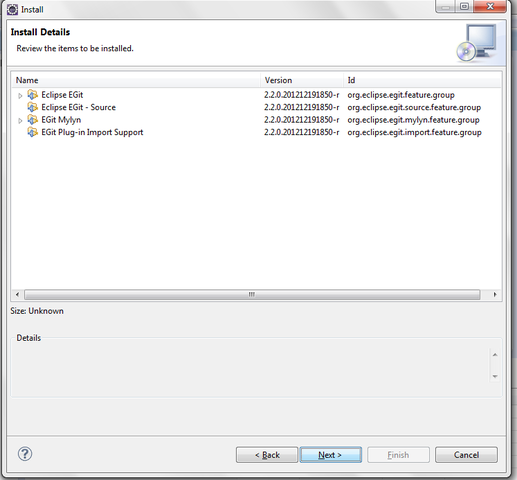 Install
Install Details
Review the items to be installed.
Name Version Id
Eclipse EGit 2.2.0.201212191850-r org.eclipse.egit.feature.group
Eclipse EGit - Source 2.2.0.201212191850-r org.eclipse.egit.source.feature.group
EGit Mylyn 2.2.0.201212191850-r org.eclipse.egit.mylyn.feature.group
EGit Plug-in Import Support 2.2.0.201212191850-r org.eclipse.egit.import.feature.group
Size: Unknown
Details
< Back Next > Finish Cancel